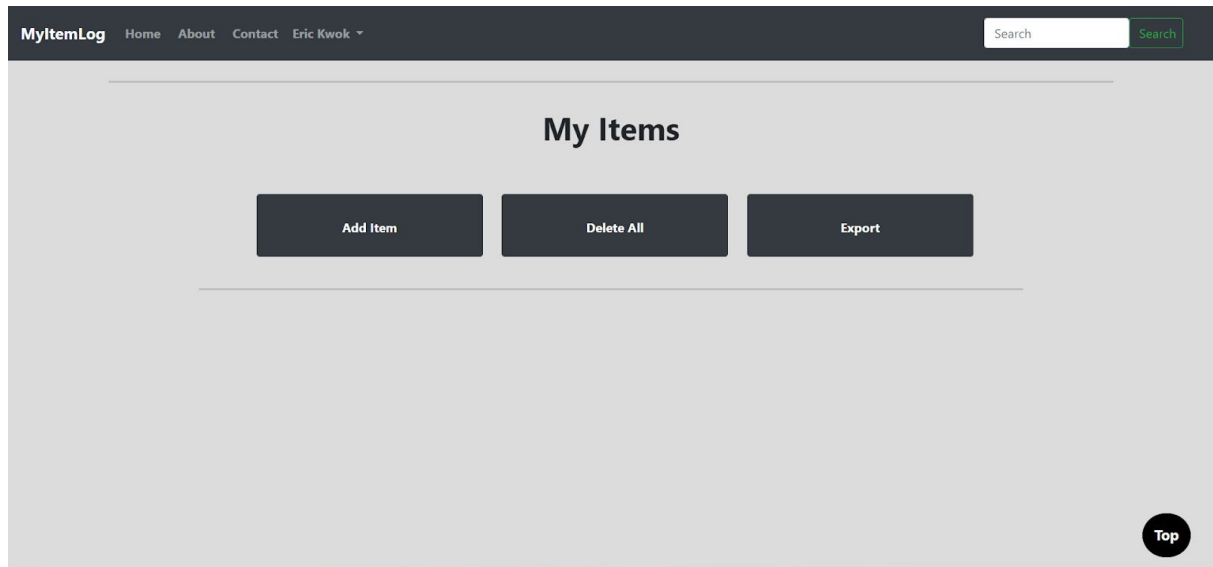 MyItemLog Home About Contact Eric Kwok Search Search
My Items
Add Item Delete All Export
Top